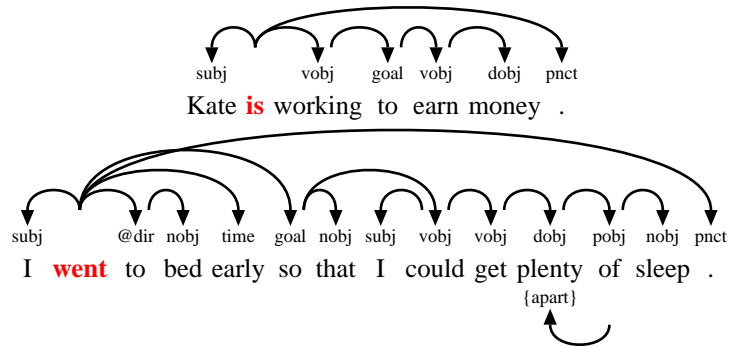 subj vobj goal vobj dobj pnct
Kate is working to earn money .
subj @dir nobj time goal nobj subj vobj vobj dobj pobj nobj pnct
I went to bed early so that I could get plenty of sleep .
{apart}